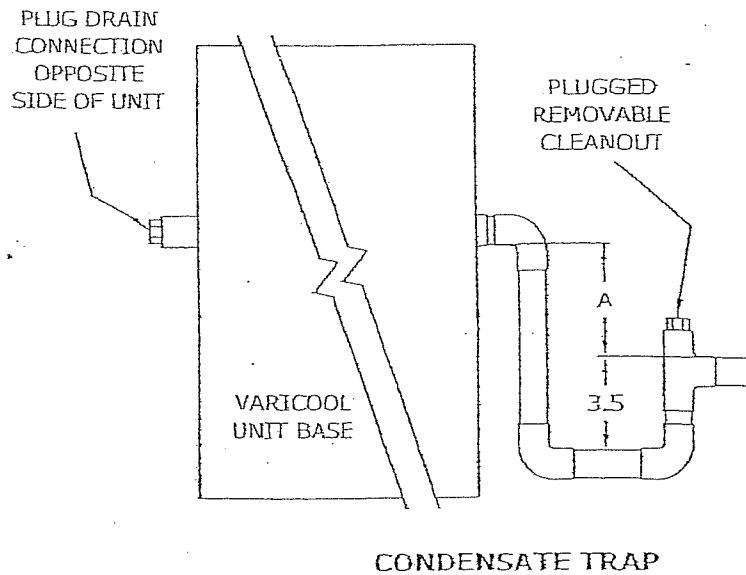 PLUG DRAIN
CONNECTION
OPPOSITE
SIDE OF UNIT
PLUGGED
REMOVABLE
CLEANOUT
A
3.5
VARICOOL
UNIT BASE
CONDENSATE TRAP